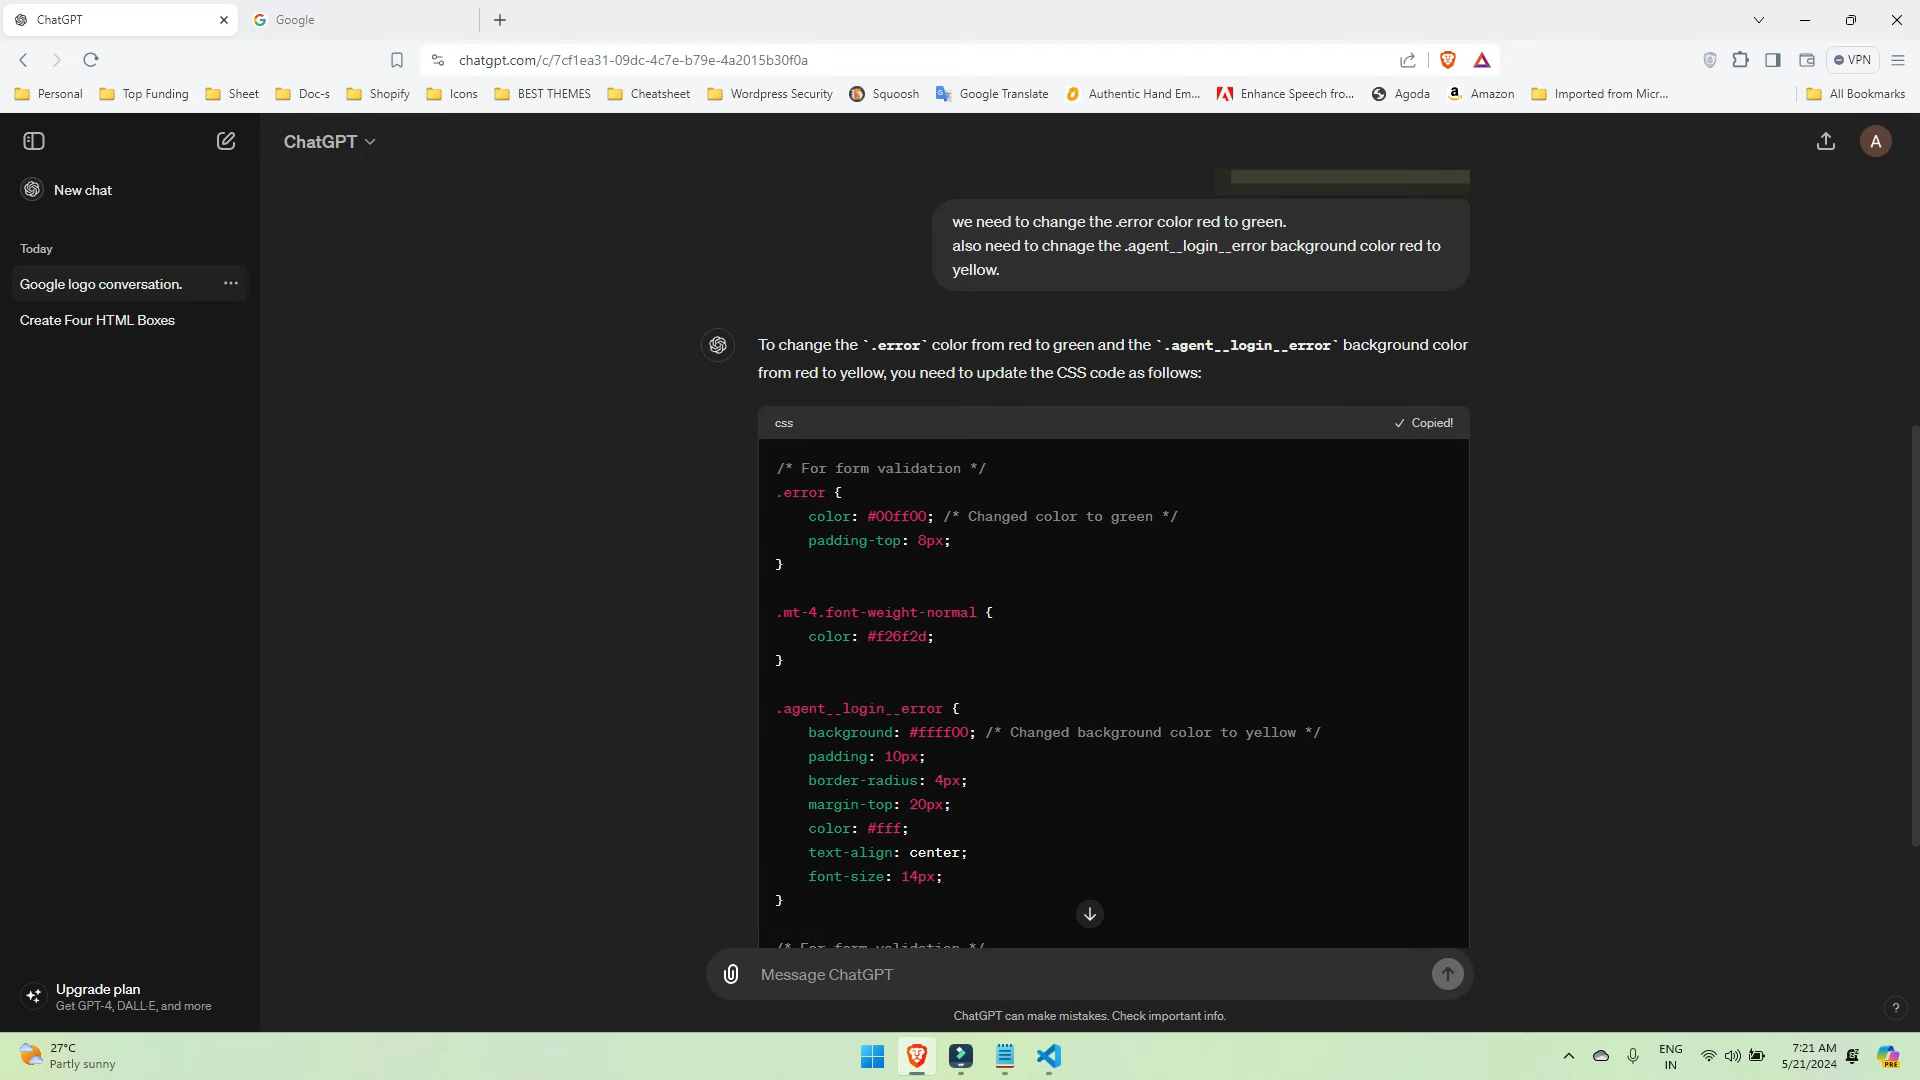 ChatGPT
Google
chatgpt.com/c/7cf1ea31-09dc-4c7e-b79e-4a2015b30f0a
VPN
Personal
Top Funding
Sheet
Doc-s
Shopify
Icons
BEST THEMES
Cheatsheet
Wordpress Security
Squoosh
Google Translate
Authentic Hand Em...
Enhance Speech fro...
Agoda
Amazon
Imported from Micr...
All Bookmarks
ChatGPT
A
New chat
Today
Google logo conversation.
Create Four HTML Boxes
we need to change the .error color red to green.
also need to chnage the .agent__login__error background color red to
yellow.
To change the `.error` color from red to green and the `.agent__login__error` background color
from red to yellow, you need to update the CSS code as follows:
css
Copied!
/* For form validation */
.error {
color: #00ff00; /* Changed color to green */
padding-top: 8px;
}
.mt-4.font-weight-normal {
color: #f26f2d;
}
.agent__login__error {
background: #ffff00; /* Changed background color to yellow */
padding: 10px;
border-radius: 4px;
margin-top: 20px;
color: #fff;
text-align: center;
font-size: 14px;
}
/* For form validation */
Message ChatGPT
ChatGPT can make mistakes. Check important info.
?
Upgrade plan
Get GPT-4, DALL·E, and more
27°C
Partly sunny
ENG
IN
7:21 AM
5/21/2024
PRE